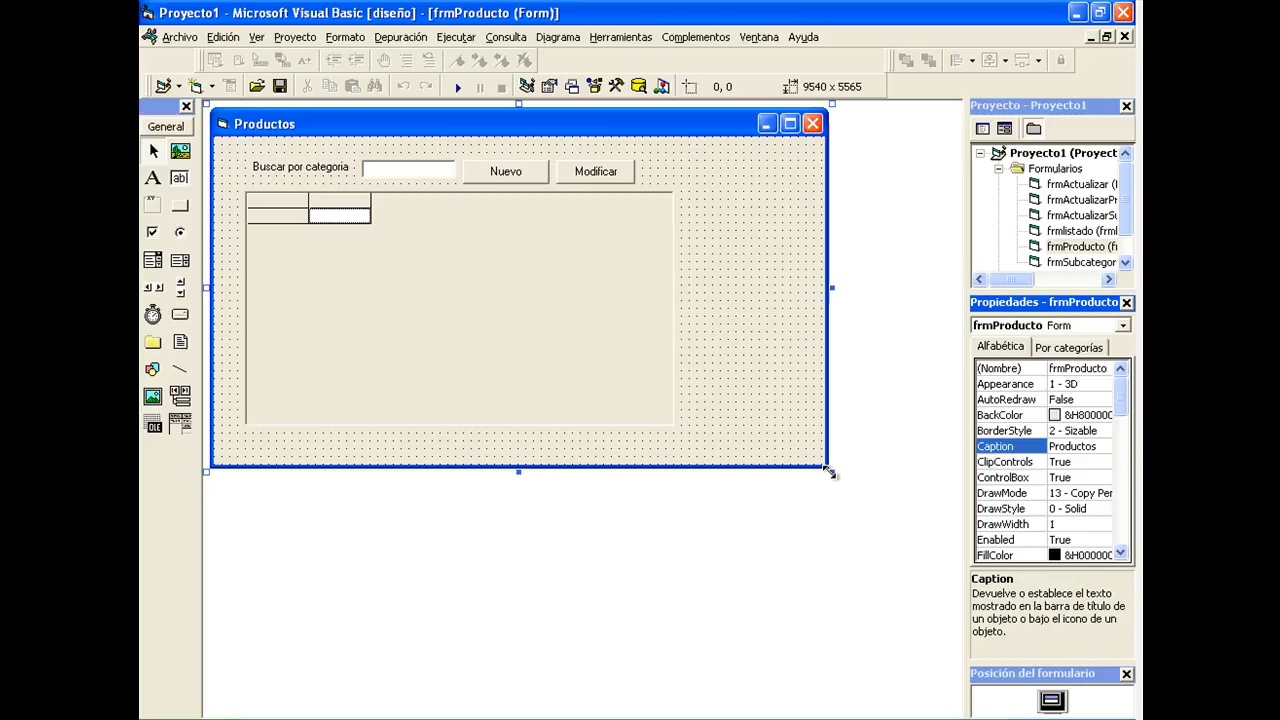 Proyecto1 - Microsoft Visual Basic [diseño] - [frmProducto (Form)]
Archivo Edición Ver Proyecto Formato Depuración Ejecutar Consulta Diagrama Herramientas Complementos Ventana Ayuda
0, 0
9540 x 5565
General
Productos
Buscar por categoria
Nuevo
Modificar
Proyecto - Proyecto1
Proyecto1 (Proyect
Formularios
frmActualizar (
frmActualizarPr
frmActualizarSu
frmlistado (frml
frmProducto (fr
frmSubcategor
Propiedades - frmProducto
frmProducto Form
Alfabética
Por categorías
(Nombre) frmProducto
Appearance 1 - 3D
AutoRedraw False
BackColor &H800000
BorderStyle 2 - Sizable
Caption Productos
ClipControls True
ControlBox True
DrawMode 13 - Copy Per
DrawStyle 0 - Solid
DrawWidth 1
Enabled True
FillColor &H000000
Caption
Devuelve o establece el texto
mostrado en la barra de título de
un objeto o bajo el icono de un
objeto.
Posición del formulario
A
ab|
XY
OLE